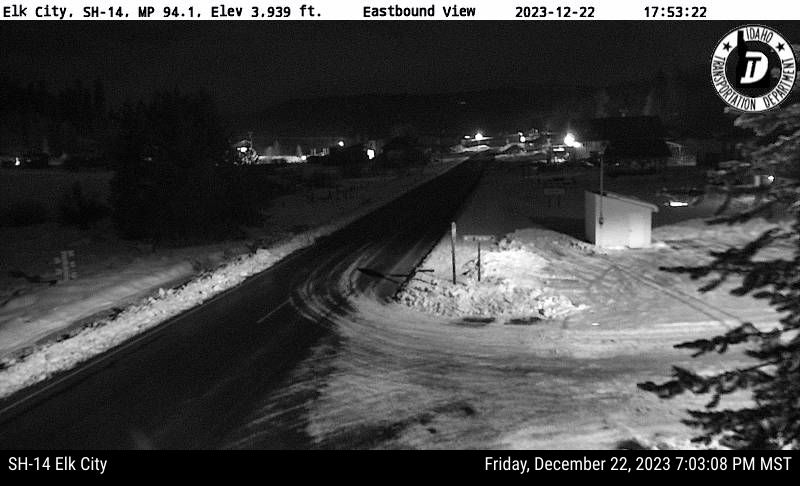 Elk City, SH-14, MP 94.1, Elev 3,939 ft. Eastbound View 2023-12-22 17:53:22
IDAHO
TRANSPORTATION DEPARTMENT
SH-14 Elk City Friday, December 22, 2023 7:03:08 PM MST